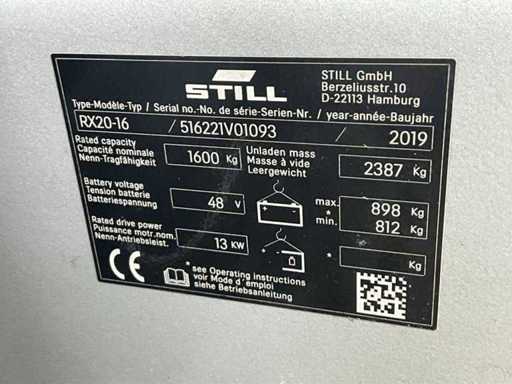 STILL
STILL GmbH
Berzeliusstr.10
D-22113 Hamburg
Type-Modèle-Typ / Serial no.-No. de série-Serien-Nr. / year-année-Baujahr
RX20-16 / 516221V01093 / 2019
Rated capacity
Capacité nominale
Nenn-Tragfähigkeit
1600 Kg
Unladen mass
Masse à vide
Leergewicht
2387 Kg
Battery voltage
Tension batterie
Batteriespannung
48 V
max. 898 Kg
* min. 812 Kg
Rated drive power
Puissance motr.nom.
Nenn-Antriebsleist.
13 KW
* Kg
CE
*see Operating instructions
voir Mode d'emploi
siehe Betriebsanleitung